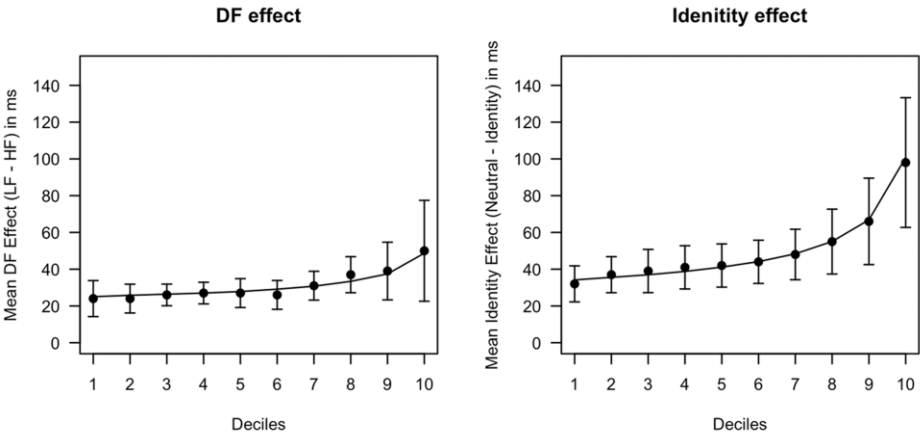 DF effect
Mean DF Effect (LF - HF) in ms
140
120
100
80
60
40
20
0
1 2 3 4 5 6 7 8 9 10
Deciles
Idenitity effect
Mean Identity Effect (Neutral - Identity) in ms
140
120
100
80
60
40
20
0
1 2 3 4 5 6 7 8 9 10
Deciles